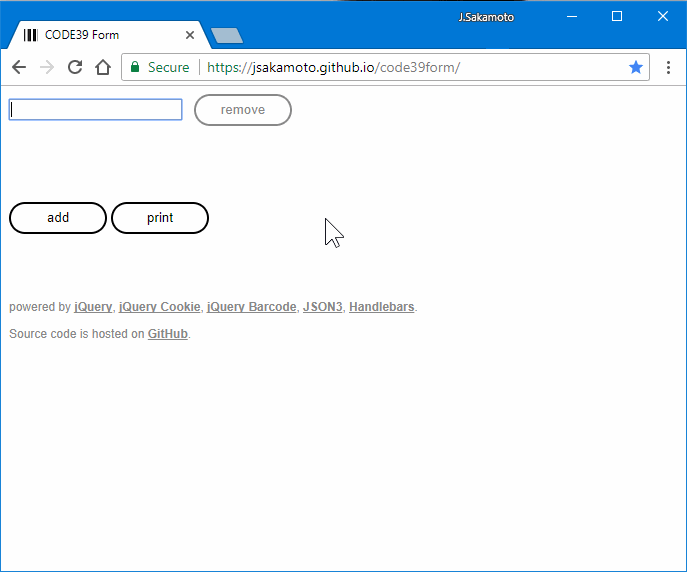 J.Sakamoto
CODE39 Form
Secure https://jsakamoto.github.io/code39form/
remove
add print
powered by jQuery, jQuery Cookie, jQuery Barcode, JSON3, Handlebars.
Source code is hosted on GitHub.